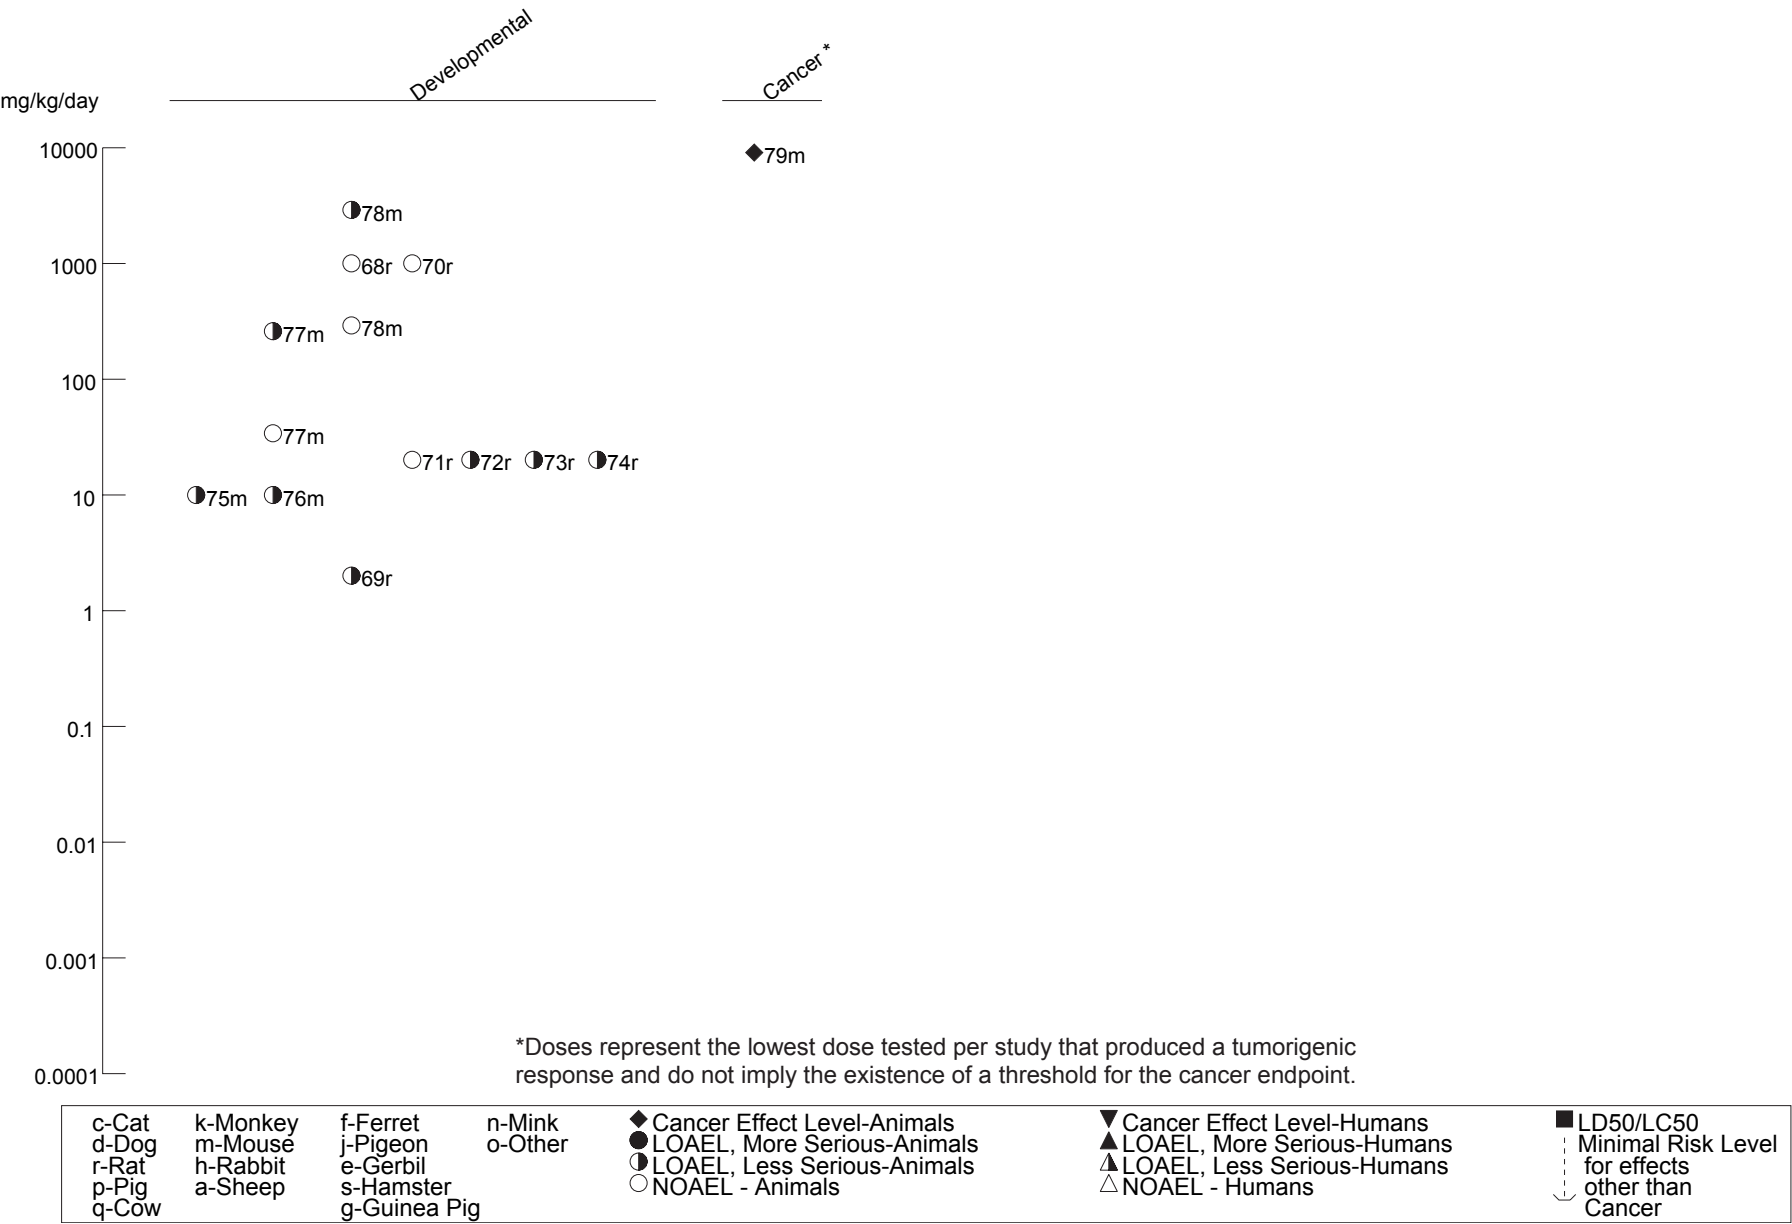 Developmental
Cancer *
mg/kg/day
10000
79m
78m
1000
68r
70r
77m
78m
100
77m
71r
72r
73r
74r
10
75m
76m
69r
1
0.1
0.01
0.001
0.0001
*Doses represent the lowest dose tested per study that produced a tumorigenic
response and do not imply the existence of a threshold for the cancer endpoint.
c-Cat
d-Dog
r-Rat
p-Pig
q-Cow
k-Monkey
m-Mouse
h-Rabbit
a-Sheep
f-Ferret
j-Pigeon
e-Gerbil
s-Hamster
g-Guinea Pig
n-Mink
o-Other
Cancer Effect Level-Animals
LOAEL, More Serious-Animals
LOAEL, Less Serious-Animals
NOAEL - Animals
Cancer Effect Level-Humans
LOAEL, More Serious-Humans
LOAEL, Less Serious-Humans
NOAEL - Humans
LD50/LC50
Minimal Risk Level
for effects
other than
Cancer